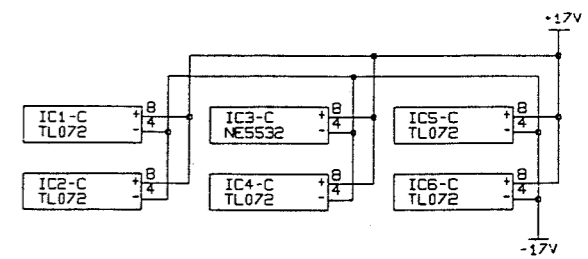 +17V
IC1-C + 8
TL072 - 4
IC3-C + 8
NE5532 - 4
IC5-C + 8
TL072 - 4
IC2-C + 8
TL072 - 4
IC4-C + 8
TL072 - 4
IC6-C + 8
TL072 - 4
-17V